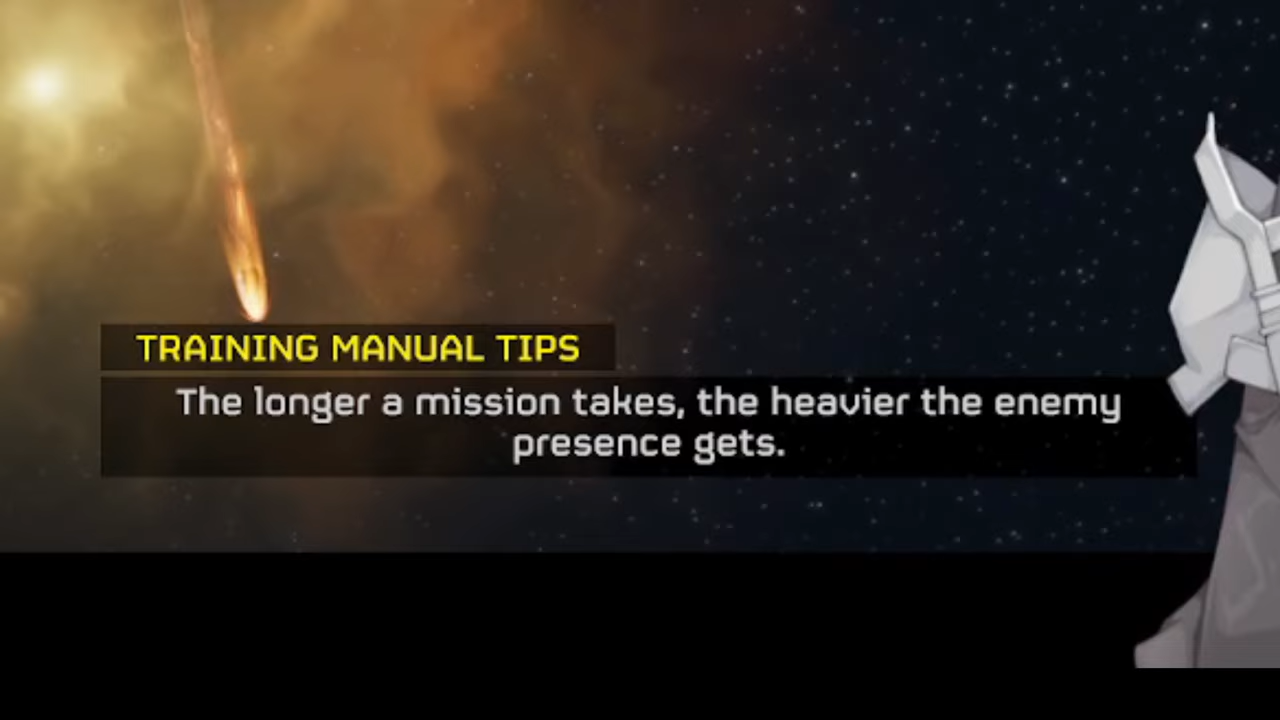 TRAINING MANUAL TIPS
The longer a mission takes, the heavier the enemy
presence gets.